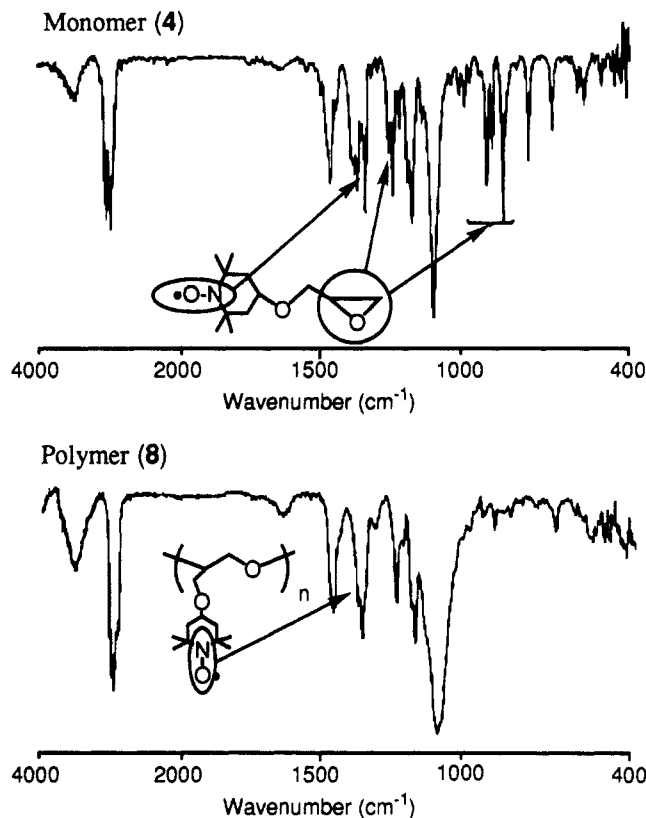 Monomer (4)
•O-N
O
O
4000 2000 1500 1000 400
Wavenumber (cm⁻¹)
Polymer (8)
O
n
O
N
O•
4000 2000 1500 1000 400
Wavenumber (cm⁻¹)